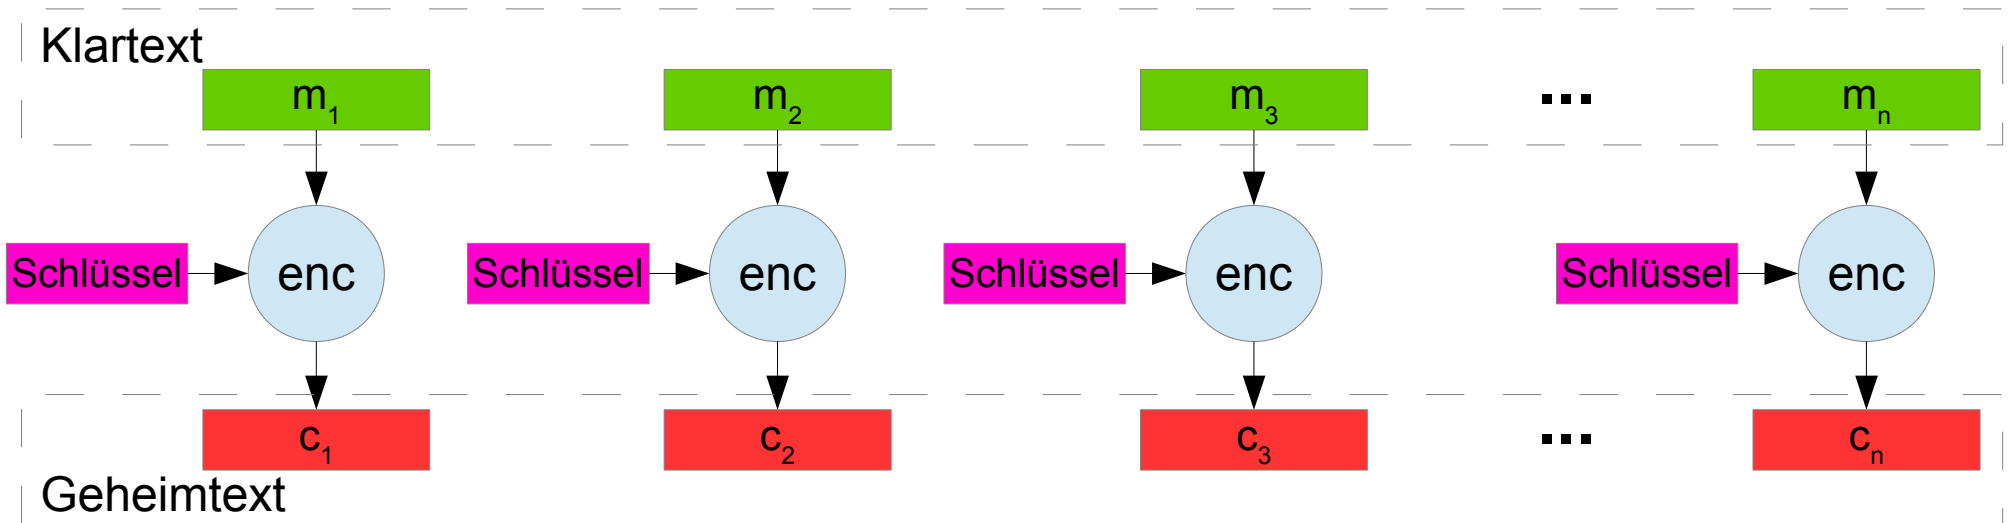 Klartext
m₁ m₂ m₃ ... mₙ
Schlüssel enc Schlüssel enc Schlüssel enc Schlüssel enc
c₁ c₂ c₃ ... cₙ
Geheimtext